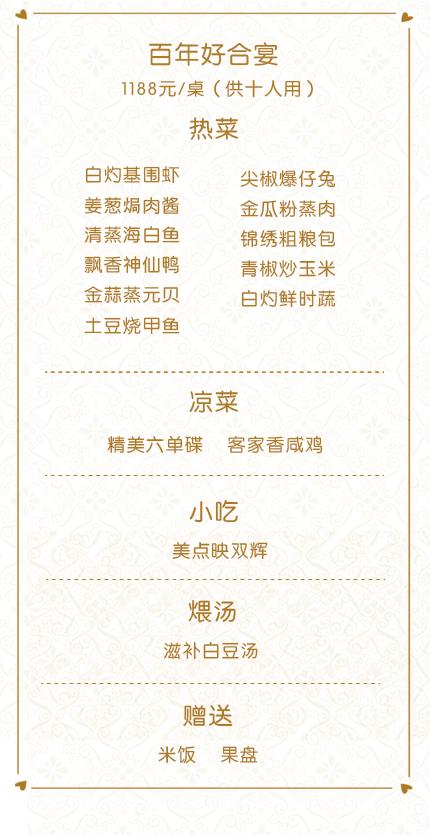 百年好合宴
1188元/桌（供十人用）
热菜
白灼基围虾
姜葱焗肉酱
清蒸海白鱼
飘香神仙鸭
金蒜蒸元贝
土豆烧甲鱼
尖椒爆仔兔
金瓜粉蒸肉
锦绣粗粮包
青椒炒玉米
白灼鲜时蔬
凉菜
精美六单碟 客家香咸鸡
小吃
美点映双辉
煨汤
滋补白豆汤
赠送
米饭 果盘